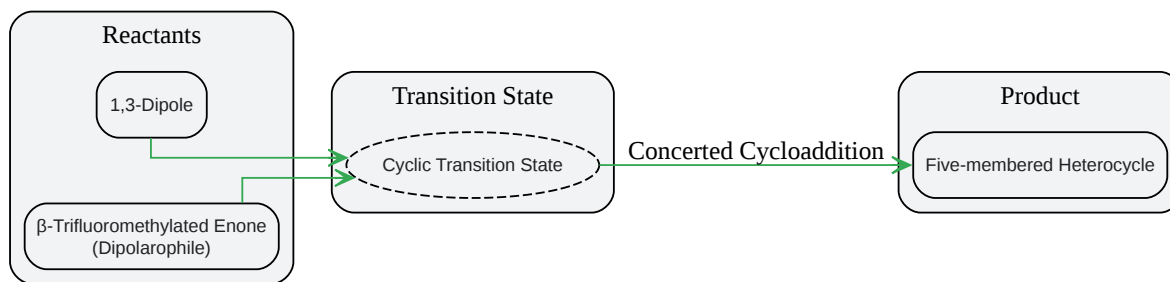 Reactants
1,3-Dipole
β-Trifluoromethylated Enone
(Dipolarophile)
Transition State
Cyclic Transition State
Concerted Cycloaddition
Product
Five-membered Heterocycle